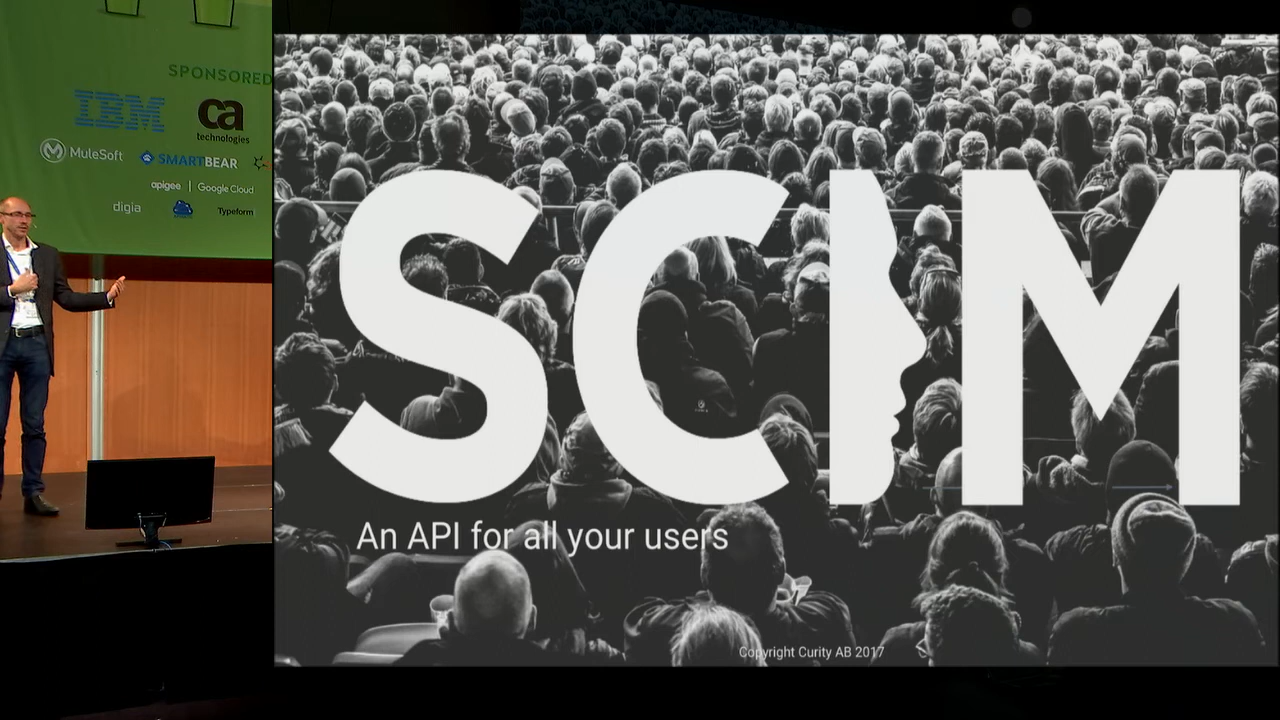 SPONSORED
IBM
ca
technologies
MuleSoft
SMARTBEAR
apigee | Google Cloud
digia
Typeform
SCIM
An API for all your users
Copyright Curity AB 2017